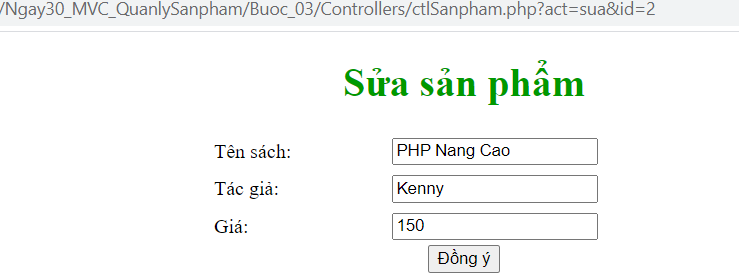 /Ngay30_MVC_QuanlySanpham/Buoc_03/Controllers/ctlSanpham.php?act=sua&id=2
Sửa sản phẩm
Tên sách: PHP Nang Cao
Tác giả: Kenny
Giá: 150
Đồng ý